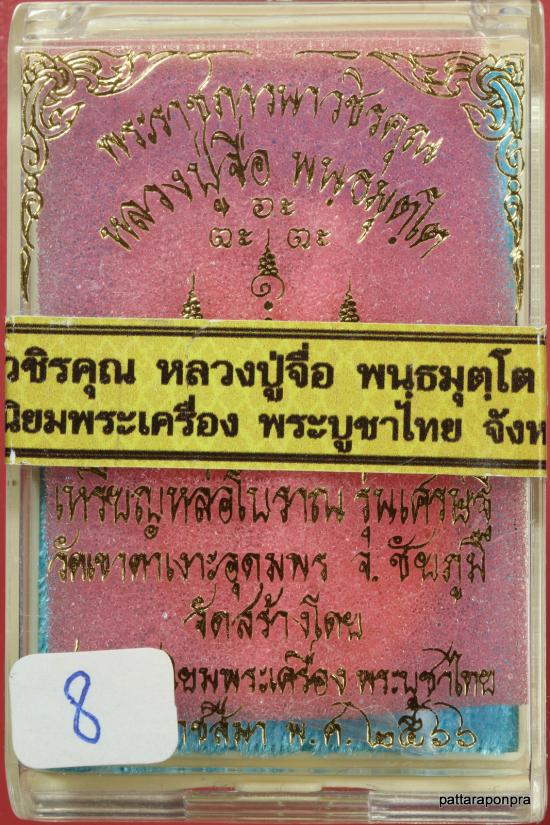 พระราชภาวนาวชิรคุณ
หลวงปู่จื่อ พนฺธมุตฺโต
อะ
ตะ ตะ
วชิรคุณ หลวงปู่จื่อ พนฺธมุตฺโต
นิยมพระเครื่อง พระบูชาไทย จังห
เหรียญหล่อโบราณ รุ่นเศรษฐี
วัดเขาตาเงาะอุดมพร จ.ชัยภูมิ
จัดสร้างโดย
ยมพระเครื่อง พระบูชาไทย
าชสีมา พ.ศ.๒๕๖๖
8
pattaraponpra